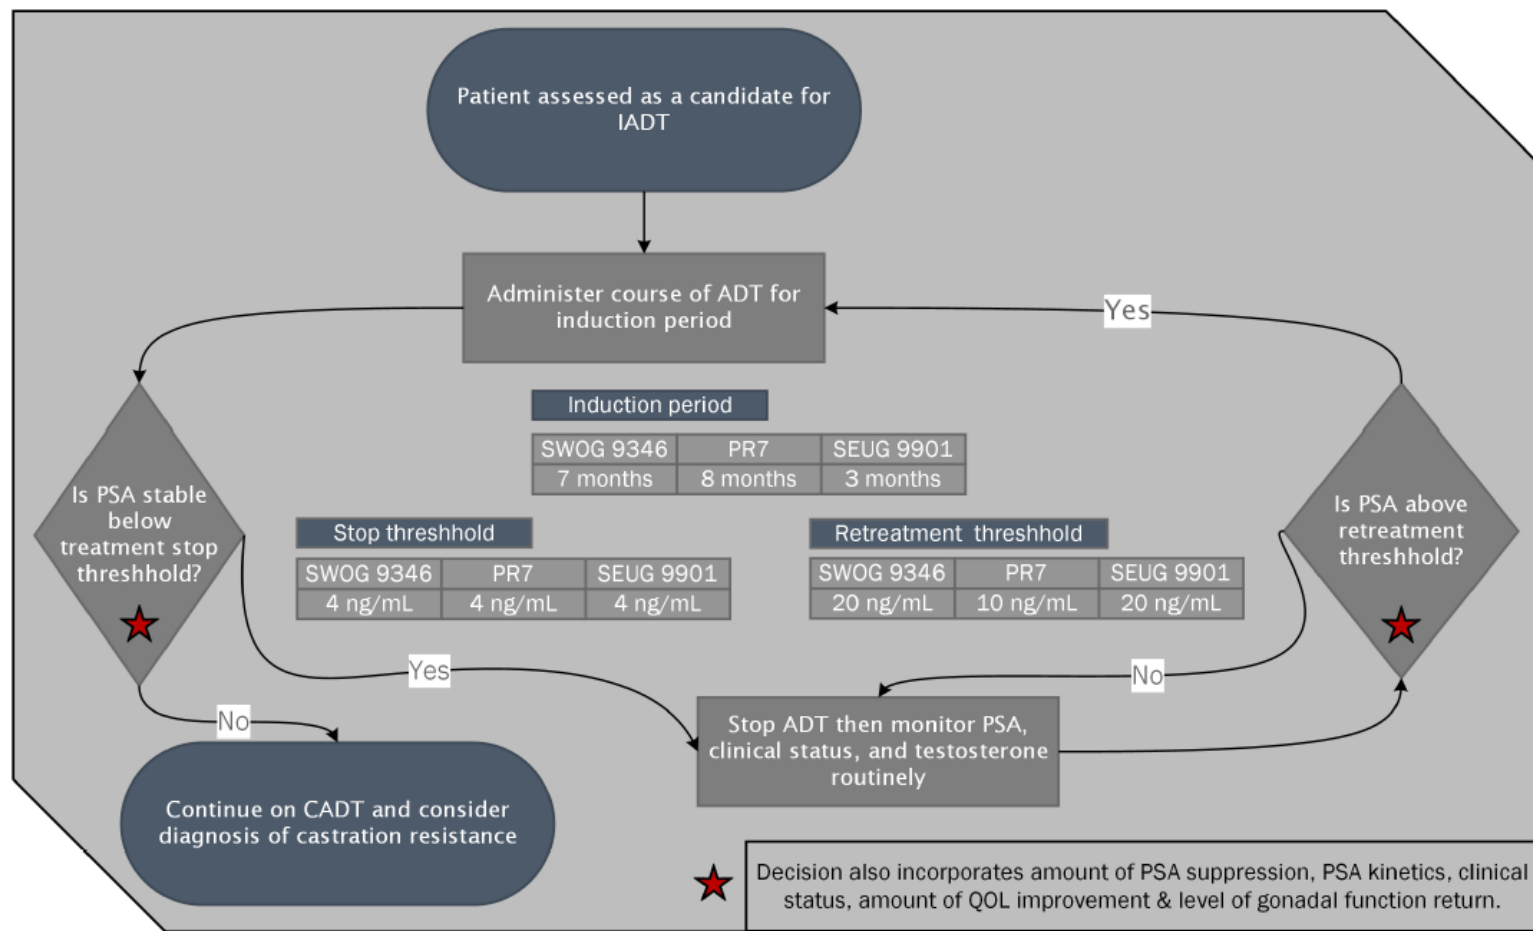 Patient assessed as a candidate for
IADT
Administer course of ADT for
induction period
Yes
Induction period
SWOG 9346 PR7 SEUG 9901
7 months 8 months 3 months
Is PSA stable
below
treatment stop
threshhold?
Stop threshhold
SWOG 9346 PR7 SEUG 9901
4 ng/mL 4 ng/mL 4 ng/mL
Retreatment threshhold
SWOG 9346 PR7 SEUG 9901
20 ng/mL 10 ng/mL 20 ng/mL
Is PSA above
retreatment
threshhold?
Yes
No
No
Stop ADT then monitor PSA,
clinical status, and testosterone
routinely
Continue on CADT and consider
diagnosis of castration resistance
Decision also incorporates amount of PSA suppression, PSA kinetics, clinical
status, amount of QOL improvement & level of gonadal function return.